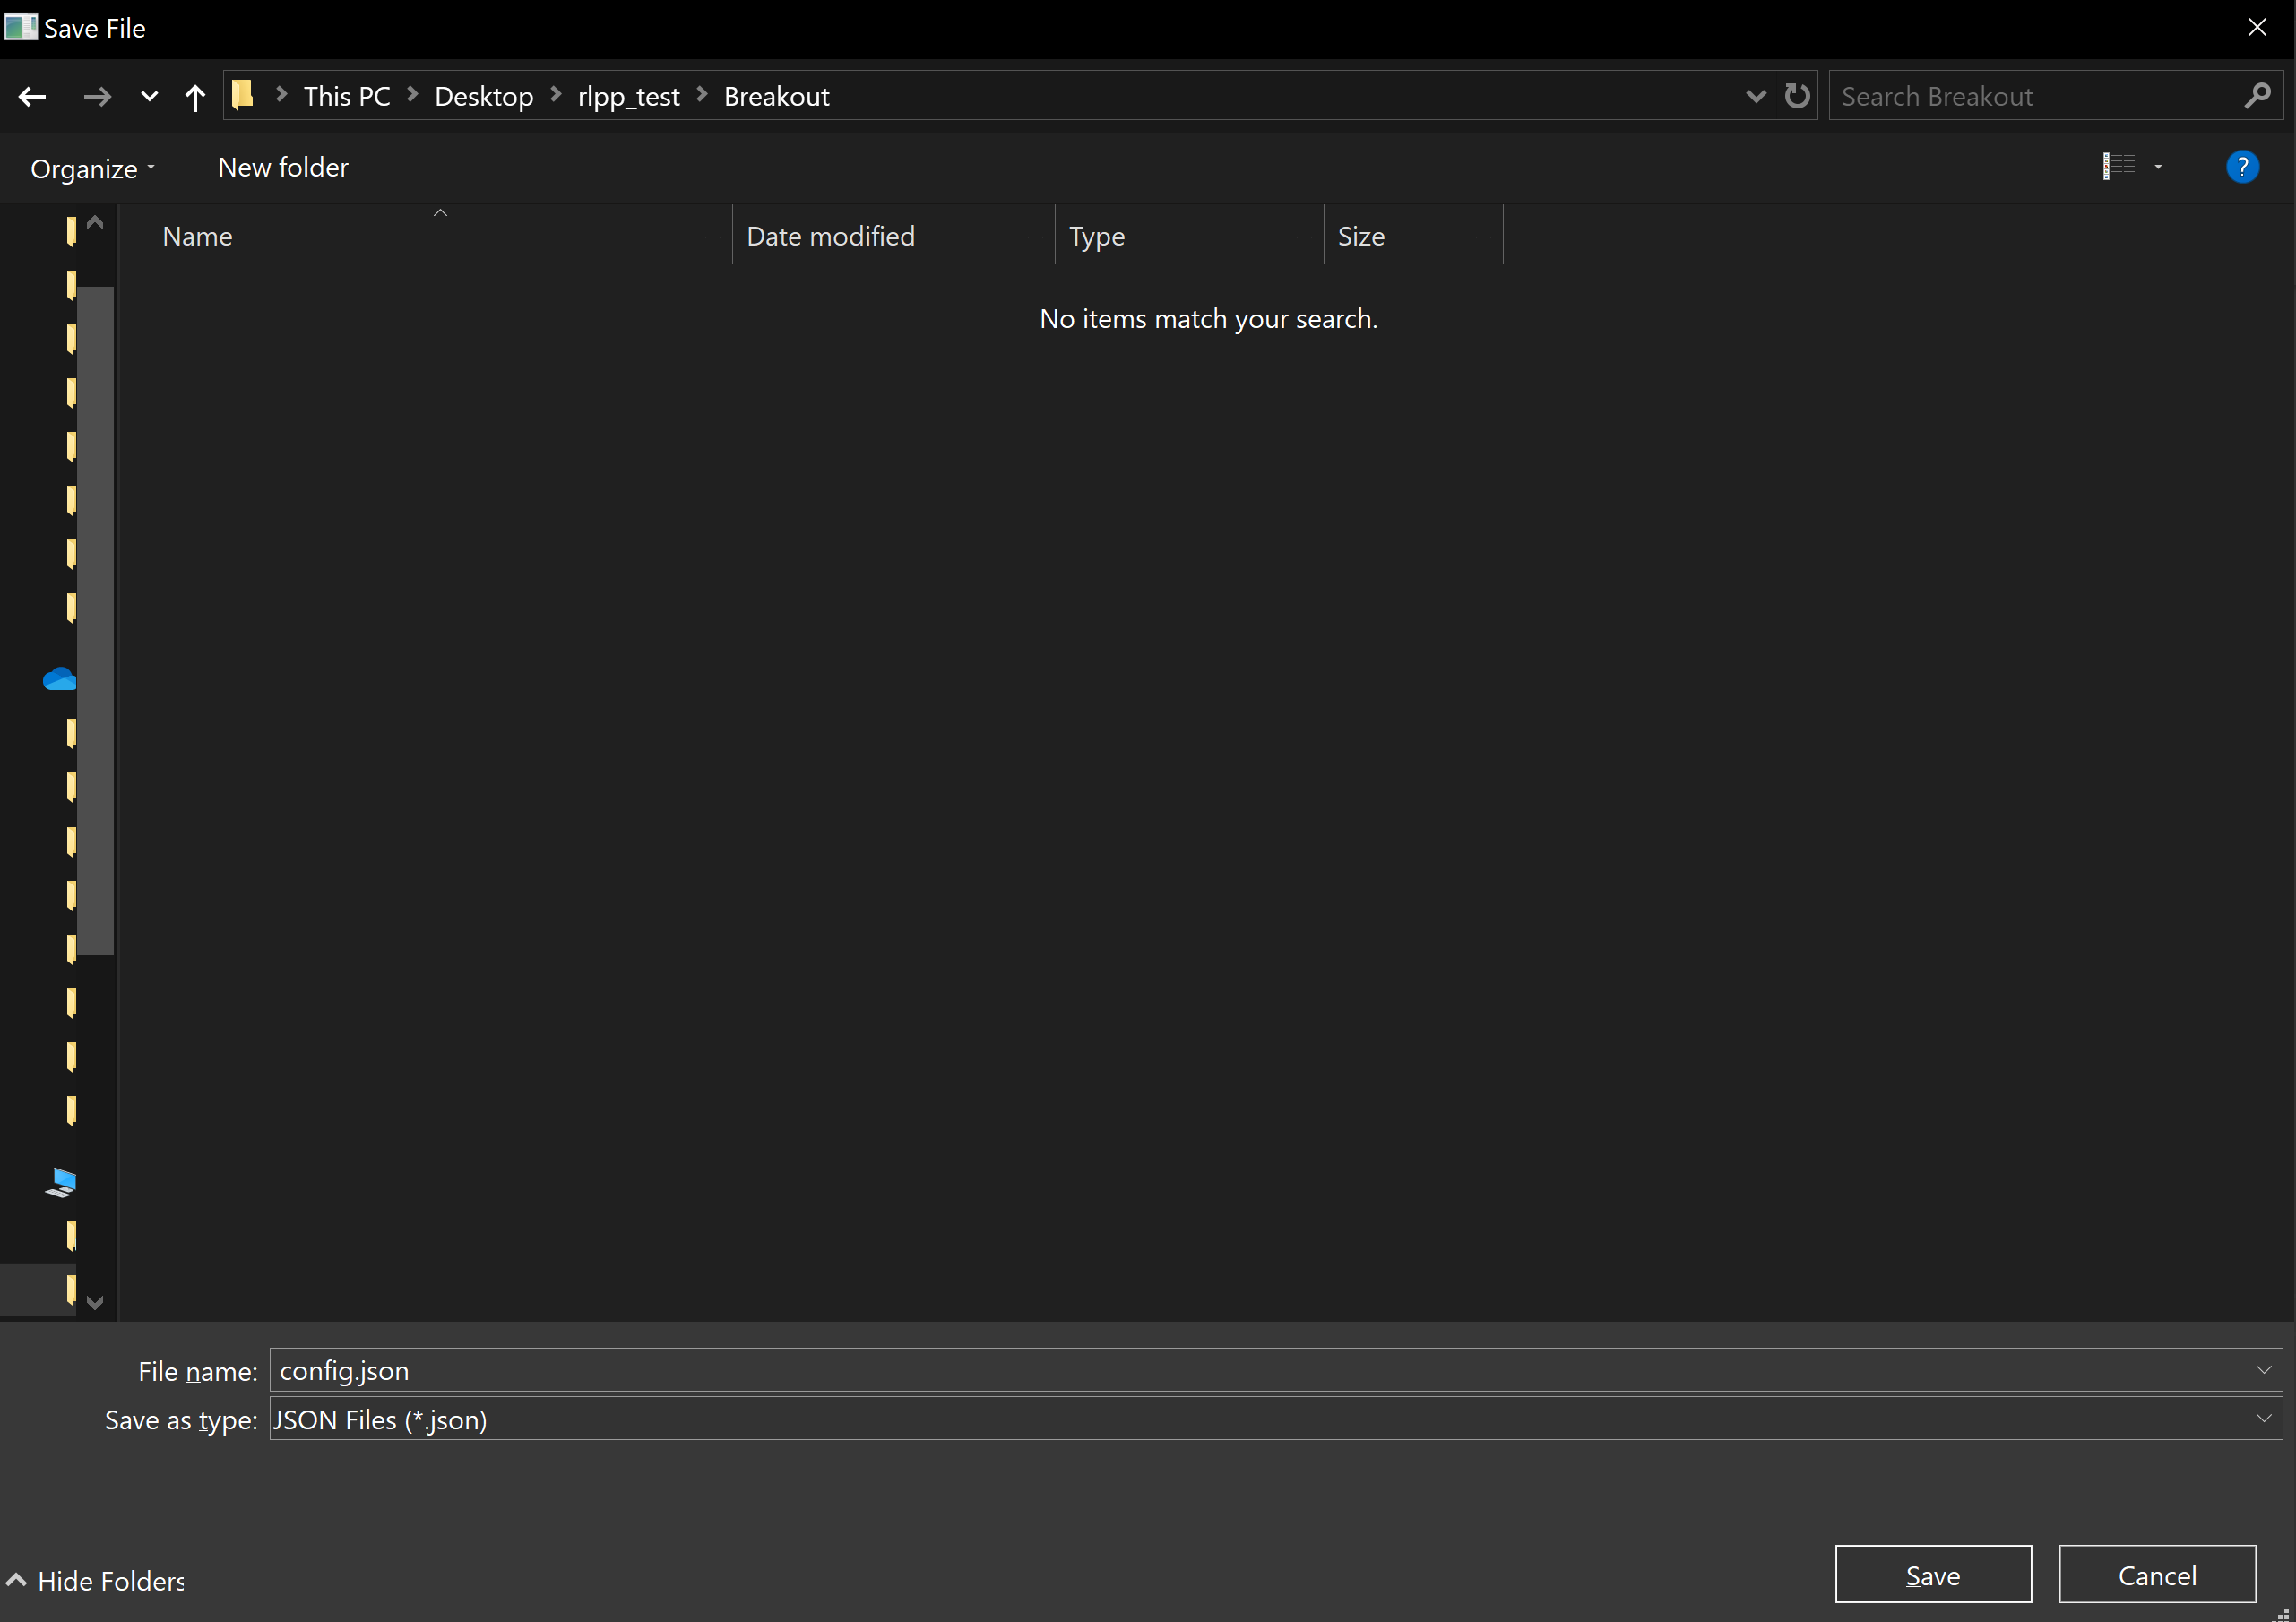 Save File
This PC Desktop rlpp_test Breakout
Search Breakout
Organize New folder
?
Name Date modified Type Size
No items match your search.
File name: config.json
Save as type: JSON Files (*.json)
Hide Folders
Save Cancel